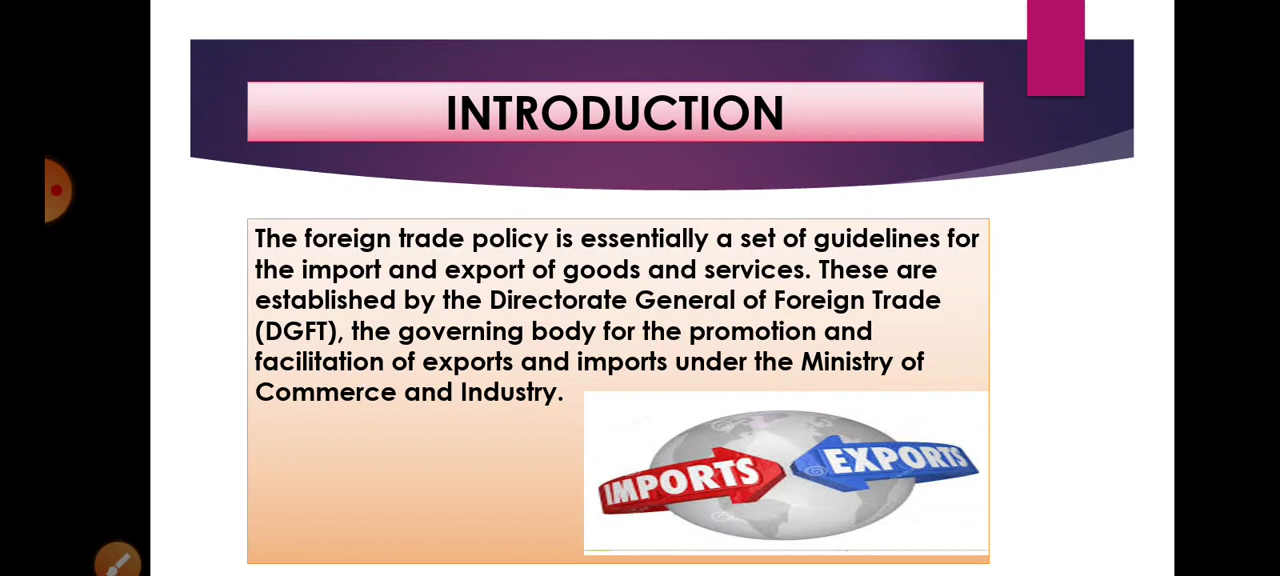 INTRODUCTION
The foreign trade policy is essentially a set of guidelines for
the import and export of goods and services. These are
established by the Directorate General of Foreign Trade
(DGFT), the governing body for the promotion and
facilitation of exports and imports under the Ministry of
Commerce and Industry.
IMPORTS
EXPORTS